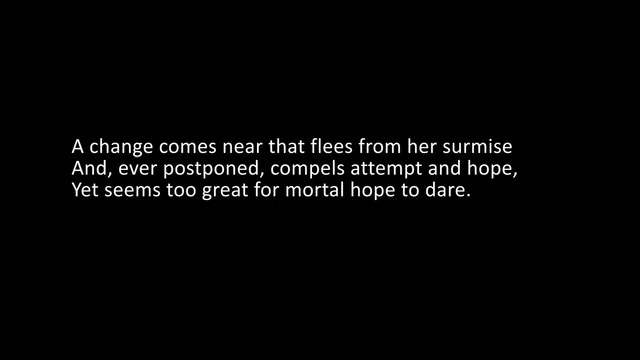 A change comes near that flees from her surmise
And, ever postponed, compels attempt and hope,
Yet seems too great for mortal hope to dare.